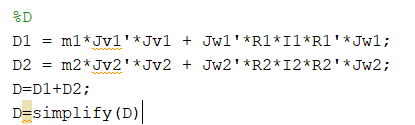 %D
D1 = m1*Jv1'*Jv1 + Jw1'*R1*I1*R1'*Jw1;
D2 = m2*Jv2'*Jv2 + Jw2'*R2*I2*R2'*Jw2;
D=D1+D2;
D=simplify(D)